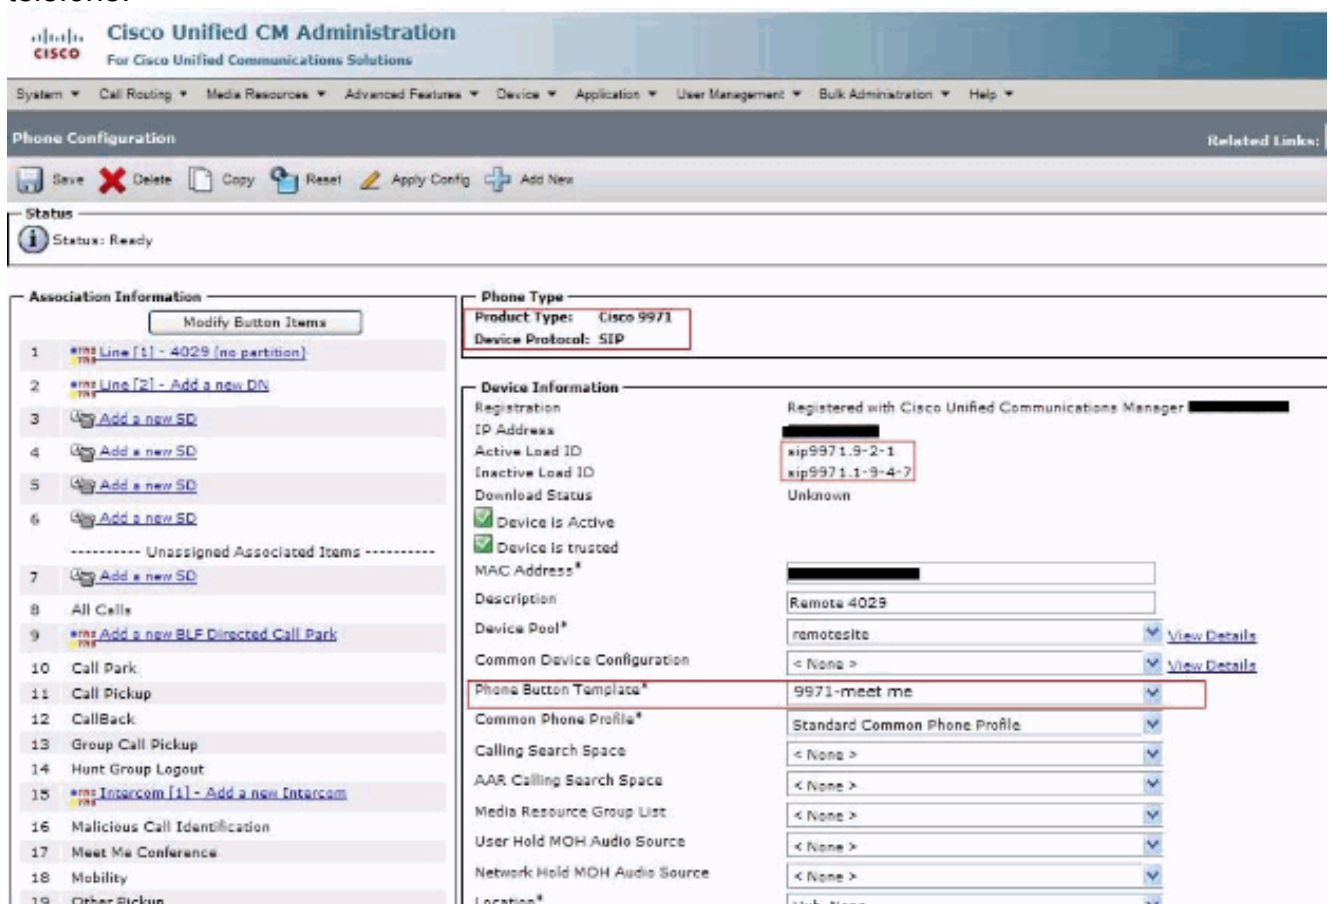 Cisco Unified CM Administration
CISCO
For Cisco Unified Communications Solutions
System Call Routing Media Resources Advanced Features Device Application User Management Bulk Administration Help
Phone Configuration
Related Links:
Save Delete Copy Reset Apply Config Add New
Status
Status: Ready
Association Information
Modify Button Items
1 Line [1] - 4029 (no partition)
2 Line [2] - Add a new DN
3 Add a new SD
4 Add a new SD
5 Add a new SD
6 Add a new SD
---------- Unassigned Associated Items ----------
7 Add a new SD
8 All Calls
9 Add a new BLF Directed Call Park
10 Call Park
11 Call Pickup
12 CallBack
13 Group Call Pickup
14 Hunt Group Logout
15 Intercom [1] - Add a new Intercom
16 Malicious Call Identification
17 Meet Me Conference
18 Mobility
19 Other Pickup
Phone Type
Product Type: Cisco 9971
Device Protocol: SIP
Device Information
Registration Registered with Cisco Unified Communications Manager
IP Address
Active Load ID sip9971.9-2-1
Inactive Load ID sip9971.1-9-4-7
Download Status Unknown
Device is Active
Device is trusted
MAC Address*
Description Remote 4029
Device Pool* remotesite View Details
Common Device Configuration < None > View Details
Phone Button Template* 9971-meet me
Common Phone Profile* Standard Common Phone Profile
Calling Search Space < None >
AAR Calling Search Space < None >
Media Resource Group List < None >
User Hold MOH Audio Source < None >
Network Hold MOH Audio Source < None >
Location*